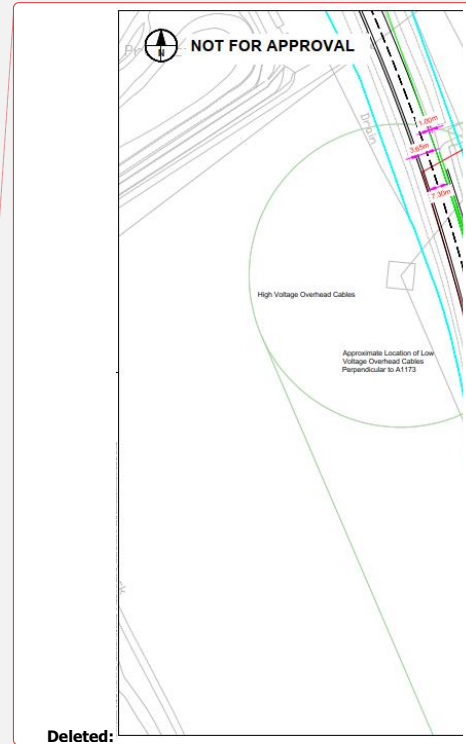 N
NOT FOR APPROVAL
Drain
1.00m
3.65m
7.30m
High Voltage Overhead Cables
Approximate Location of Low
Voltage Overhead Cables
Perpendicular to A1173
Deleted: